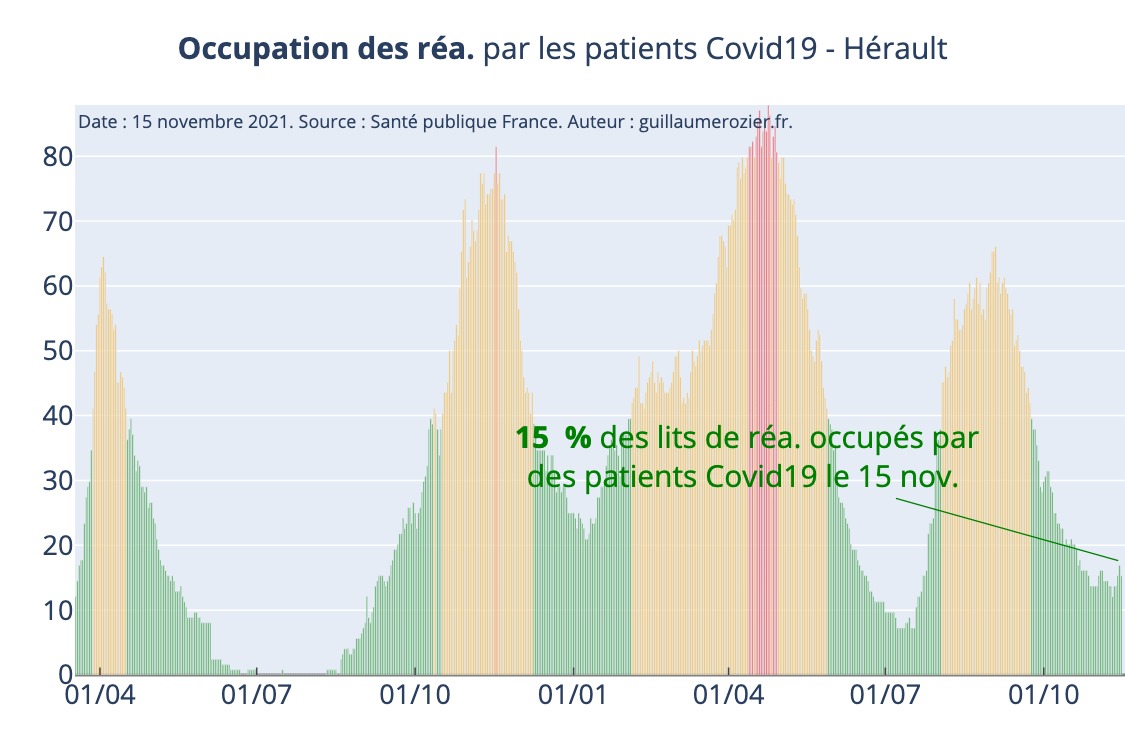 Occupation des réa. par les patients Covid19 - Hérault
Date : 15 novembre 2021. Source : Santé publique France. Auteur : guillaumerozier.fr.
80
70
60
50
40
30
20
10
0
15 % des lits de réa. occupés par
des patients Covid19 le 15 nov.
01/04 01/07 01/10 01/01 01/04 01/07 01/10